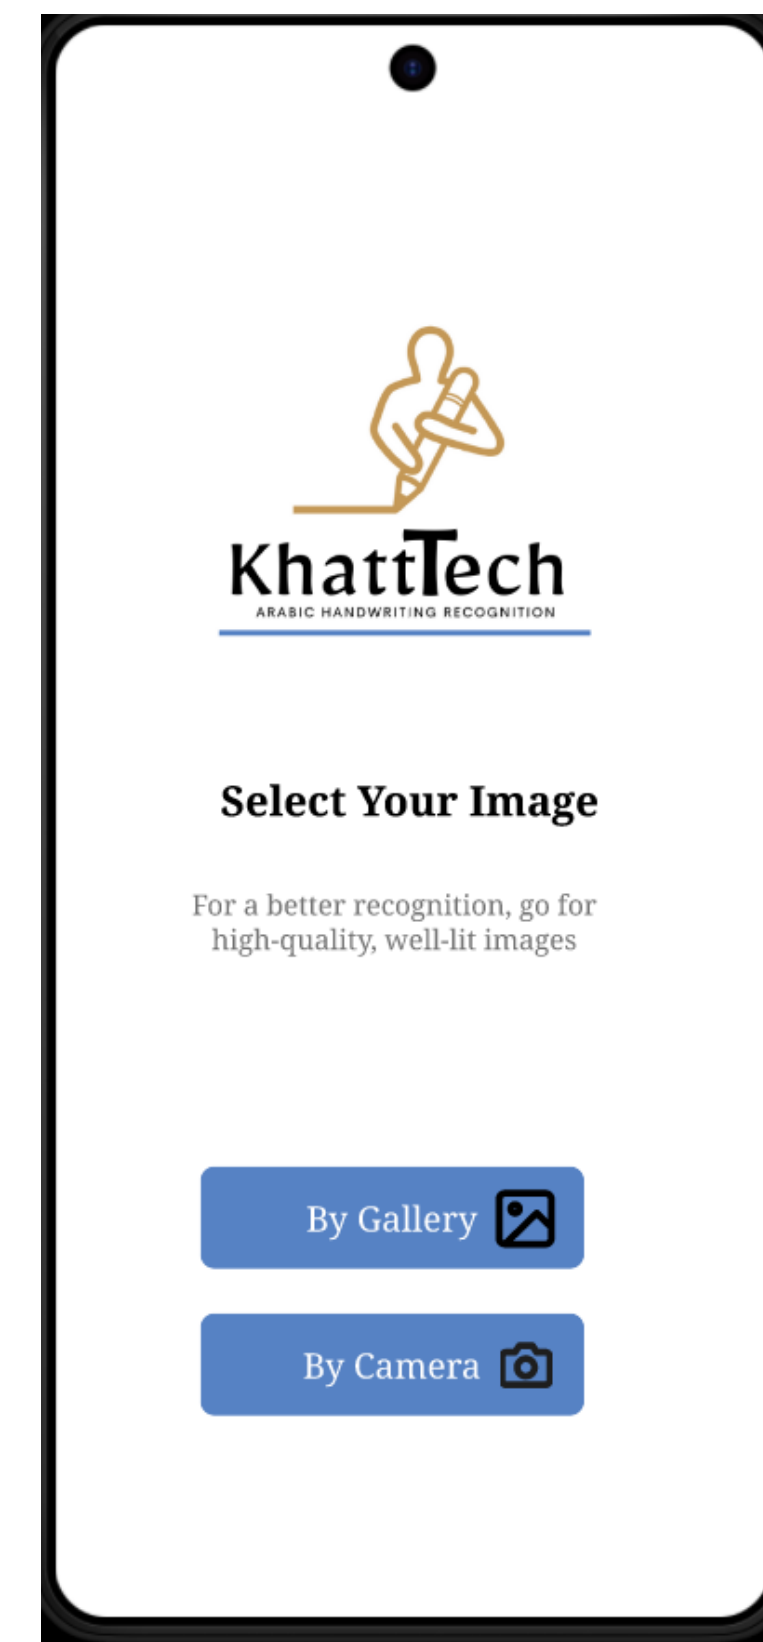 KhattTech
ARABIC HANDWRITING RECOGNITION
Select Your Image
For a better recognition, go for
high-quality, well-lit images
By Gallery
By Camera